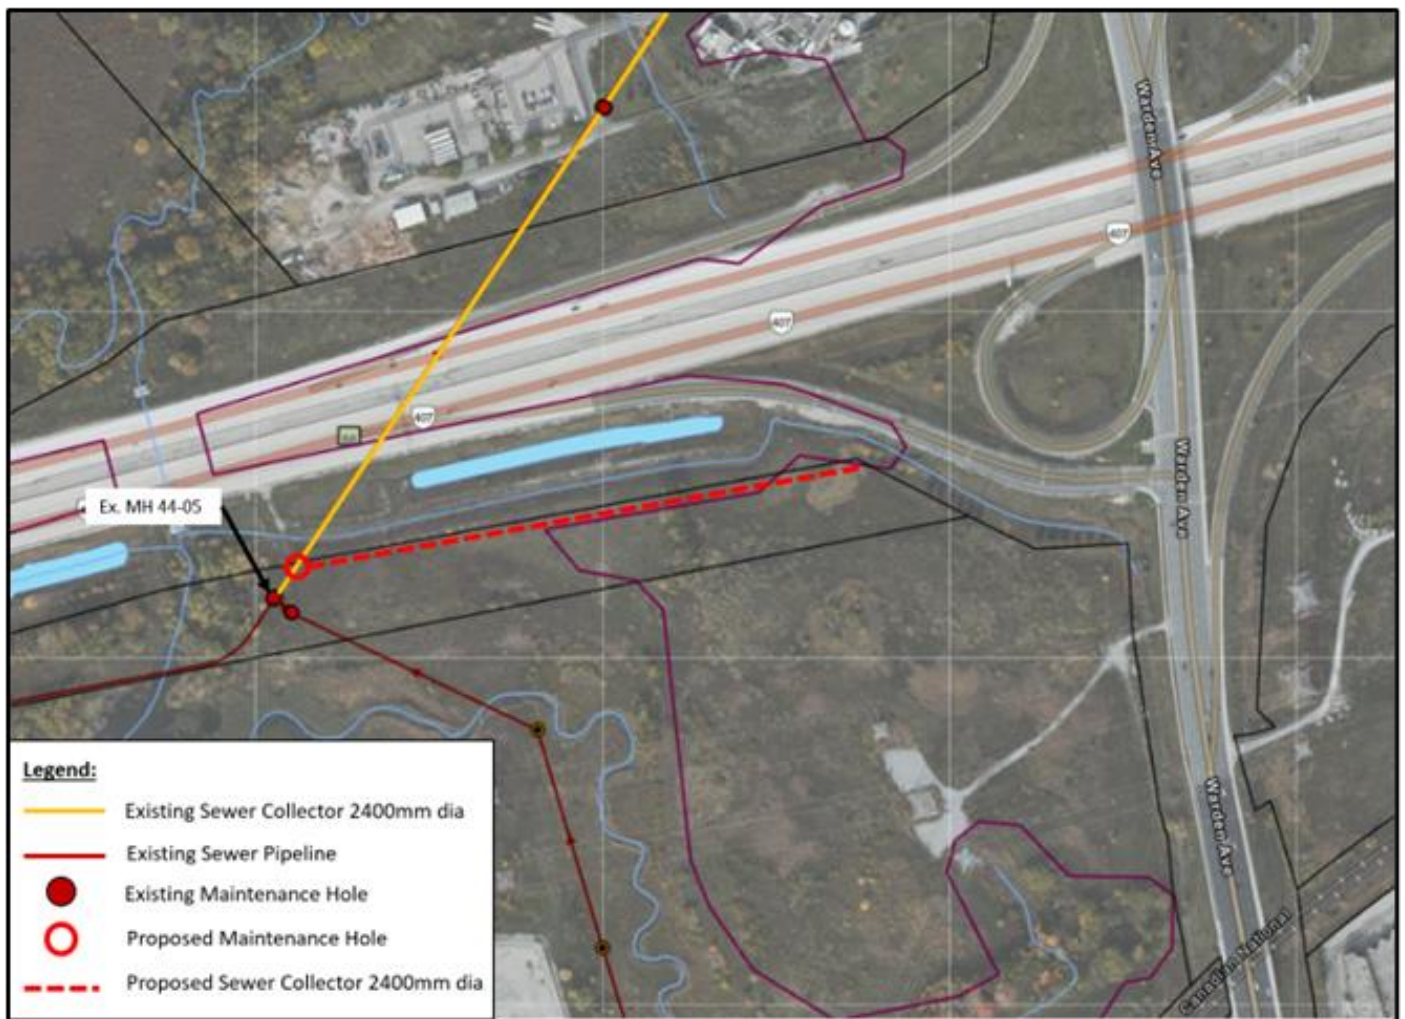 Warden Ave
407
407
407
Ex. MH 44-05
Warden Ave
Legend:
Existing Sewer Collector 2400mm dia
Existing Sewer Pipeline
Existing Maintenance Hole
Proposed Maintenance Hole
Proposed Sewer Collector 2400mm dia
Warden Ave
Canadian National